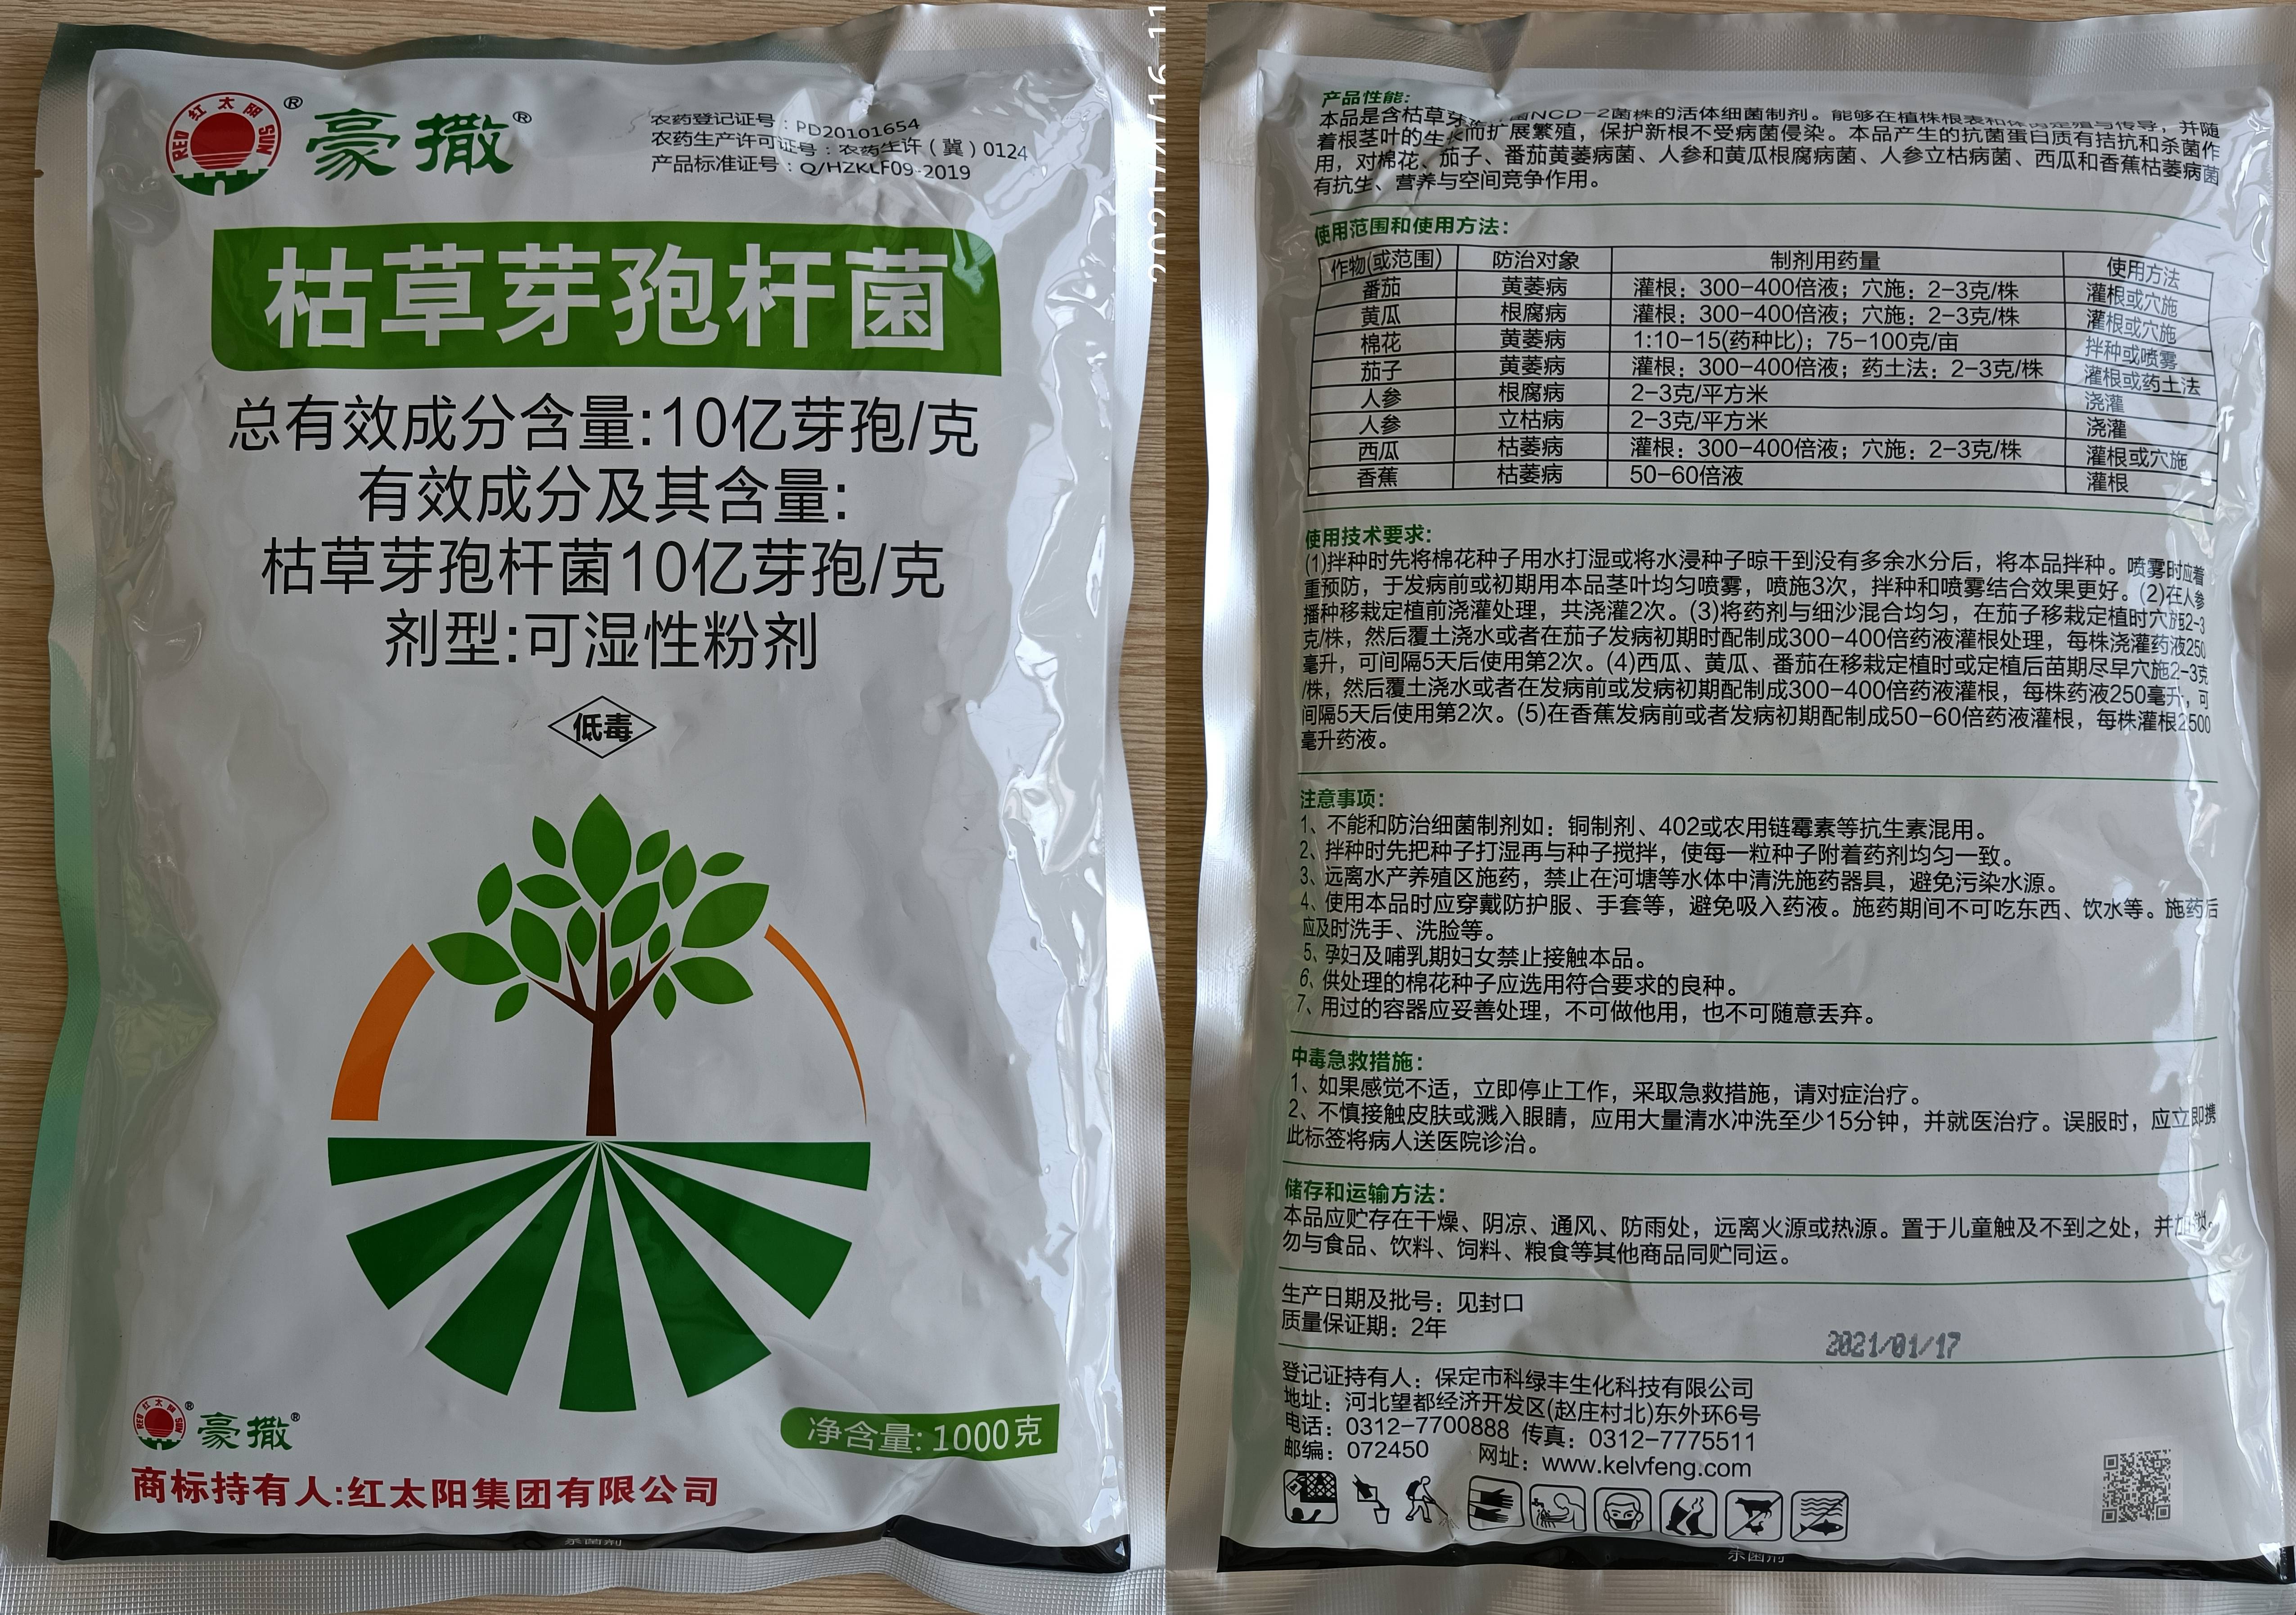 红太阳
RED SUN
® 豪撒®
农药登记证号：PD20101654
农药生产许可证号：农药生许（冀）0124
产品标准证号：Q/HZKLF09-2019
枯草芽孢杆菌
总有效成分含量:10亿芽孢/克
有效成分及其含量:
枯草芽孢杆菌10亿芽孢/克
剂型:可湿性粉剂
低毒
红太阳
RED SUN
® 豪撒®
净含量: 1000克
商标持有人:红太阳集团有限公司
杀菌剂
产品性能:
本品是含枯草芽 菌NCD-2菌株的活体细菌制剂。能够在植株根表和体 定殖与传导，并随
着根茎叶的生长而扩展繁殖，保护新根不受病菌侵染。本品产生的抗菌蛋白质有拮抗和杀菌作
用，对棉花、茄子、番茄黄萎病菌、人参和黄瓜根腐病菌、人参立枯病菌、西瓜和香蕉枯萎病菌
有抗生、营养与空间竞争作用。
使用范围和使用方法:
作物(或范围) 防治对象 制剂用药量 使用方法
番茄 黄萎病 灌根：300-400倍液；穴施：2-3克/株 灌根或穴施
黄瓜 根腐病 灌根：300-400倍液；穴施：2-3克/株 灌根或穴施
棉花 黄萎病 1:10-15(药种比)；75-100克/亩 拌种或喷雾
茄子 黄萎病 灌根：300-400倍液；药土法：2-3克/株 灌根或药土法
人参 根腐病 2-3克/平方米 浇灌
人参 立枯病 2-3克/平方米 浇灌
西瓜 枯萎病 灌根：300-400倍液；穴施：2-3克/株 灌根或穴施
香蕉 枯萎病 50-60倍液 灌根
使用技术要求:
(1)拌种时先将棉花种子用水打湿或将水浸种子晾干到没有多余水分后，将本品拌种。喷雾时应着
重预防，于发病前或初期用本品茎叶均匀喷雾，喷施3次，拌种和喷雾结合效果更好。(2)在人参
播种移栽定植前浇灌处理，共浇灌2次。(3)将药剂与细沙混合均匀，在茄子移栽定植时穴施2-3
克/株，然后覆土浇水或者在茄子发病初期时配制成300-400倍药液灌根处理，每株浇灌药液250
毫升，可间隔5天后使用第2次。(4)西瓜、黄瓜、番茄在移栽定植时或定植后苗期尽早穴施2-3克
/株，然后覆土浇水或者在发病前或发病初期配制成300-400倍药液灌根，每株药液250毫升，可
间隔5天后使用第2次。(5)在香蕉发病前或者发病初期配制成50-60倍药液灌根，每株灌根2500
毫升药液。
注意事项:
1、不能和防治细菌制剂如：铜制剂、402或农用链霉素等抗生素混用。
2、拌种时先把种子打湿再与种子搅拌，使每一粒种子附着药剂均匀一致。
3、远离水产养殖区施药，禁止在河塘等水体中清洗施药器具，避免污染水源。
4、使用本品时应穿戴防护服、手套等，避免吸入药液。施药期间不可吃东西、饮水等。施药后
应及时洗手、洗脸等。
5、孕妇及哺乳期妇女禁止接触本品。
6、供处理的棉花种子应选用符合要求的良种。
7、用过的容器应妥善处理，不可做他用，也不可随意丢弃。
中毒急救措施:
1、如果感觉不适，立即停止工作，采取急救措施，请对症治疗。
2、不慎接触皮肤或溅入眼睛，应用大量清水冲洗至少15分钟，并就医治疗。误服时，应立即携
此标签将病人送医院诊治。
储存和运输方法:
本品应贮存在干燥、阴凉、通风、防雨处，远离火源或热源。置于儿童触及不到之处，并加锁。
勿与食品、饮料、饲料、粮食等其他商品同贮同运。
生产日期及批号：见封口
质量保证期：2年
2021/01/17
登记证持有人：保定市科绿丰生化科技有限公司
地址：河北望都经济开发区(赵庄村北)东外环6号
电话：0312-7700888 传真：0312-7775511
邮编：072450 网址：www.kelvfeng.com
杀菌剂